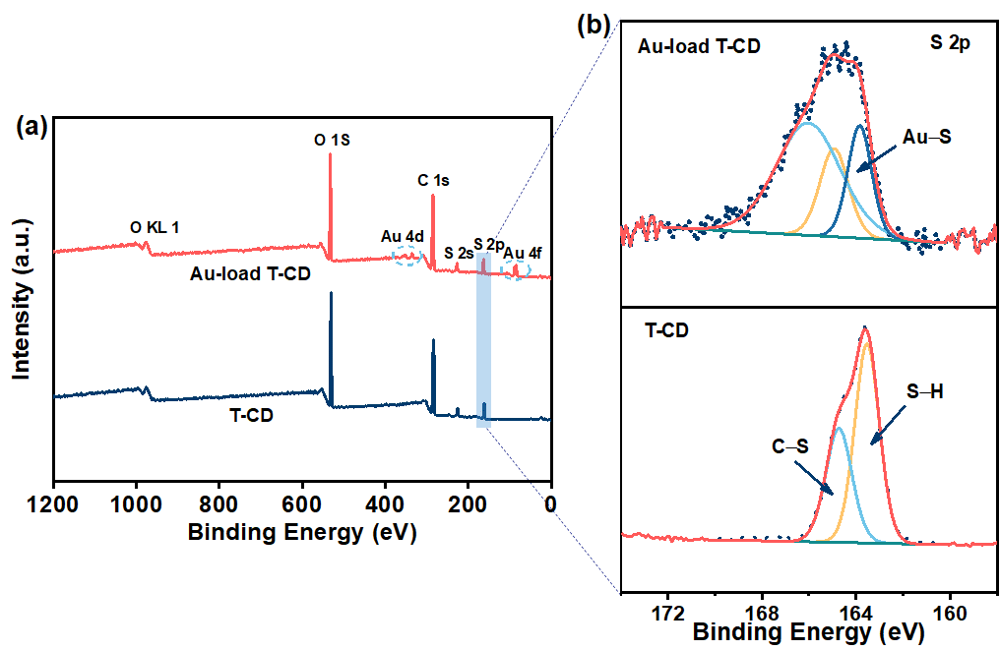 (a)
Intensity (a.u.)
O 1S
C 1s
O KL 1
Au 4d
S 2s
S 2p
Au 4f
Au-load T-CD
T-CD
1200 1000 800 600 400 200 0
Binding Energy (eV)
(b)
Au-load T-CD
S 2p
Au–S
T-CD
S–H
C–S
172 168 164 160
Binding Energy (eV)